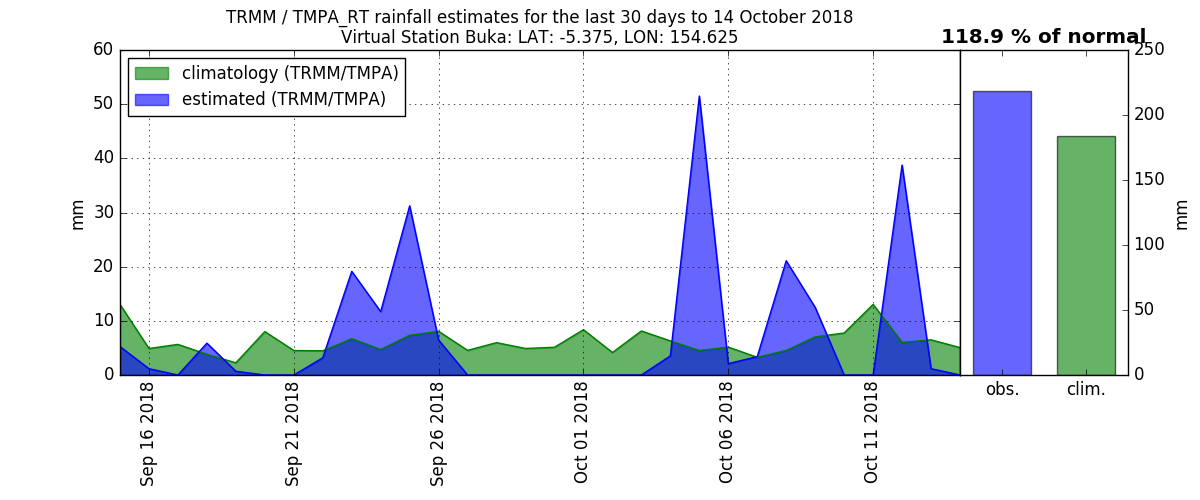 TRMM / TMPA_RT rainfall estimates for the last 30 days to 14 October 2018
Virtual Station Buka: LAT: -5.375, LON: 154.625
118.9 % of normal
climatology (TRMM/TMPA)
estimated (TRMM/TMPA)
60
50
40
30
20
10
0
mm
Sep 16 2018
Sep 21 2018
Sep 26 2018
Oct 01 2018
Oct 06 2018
Oct 11 2018
250
200
150
100
50
0
mm
obs.
clim.